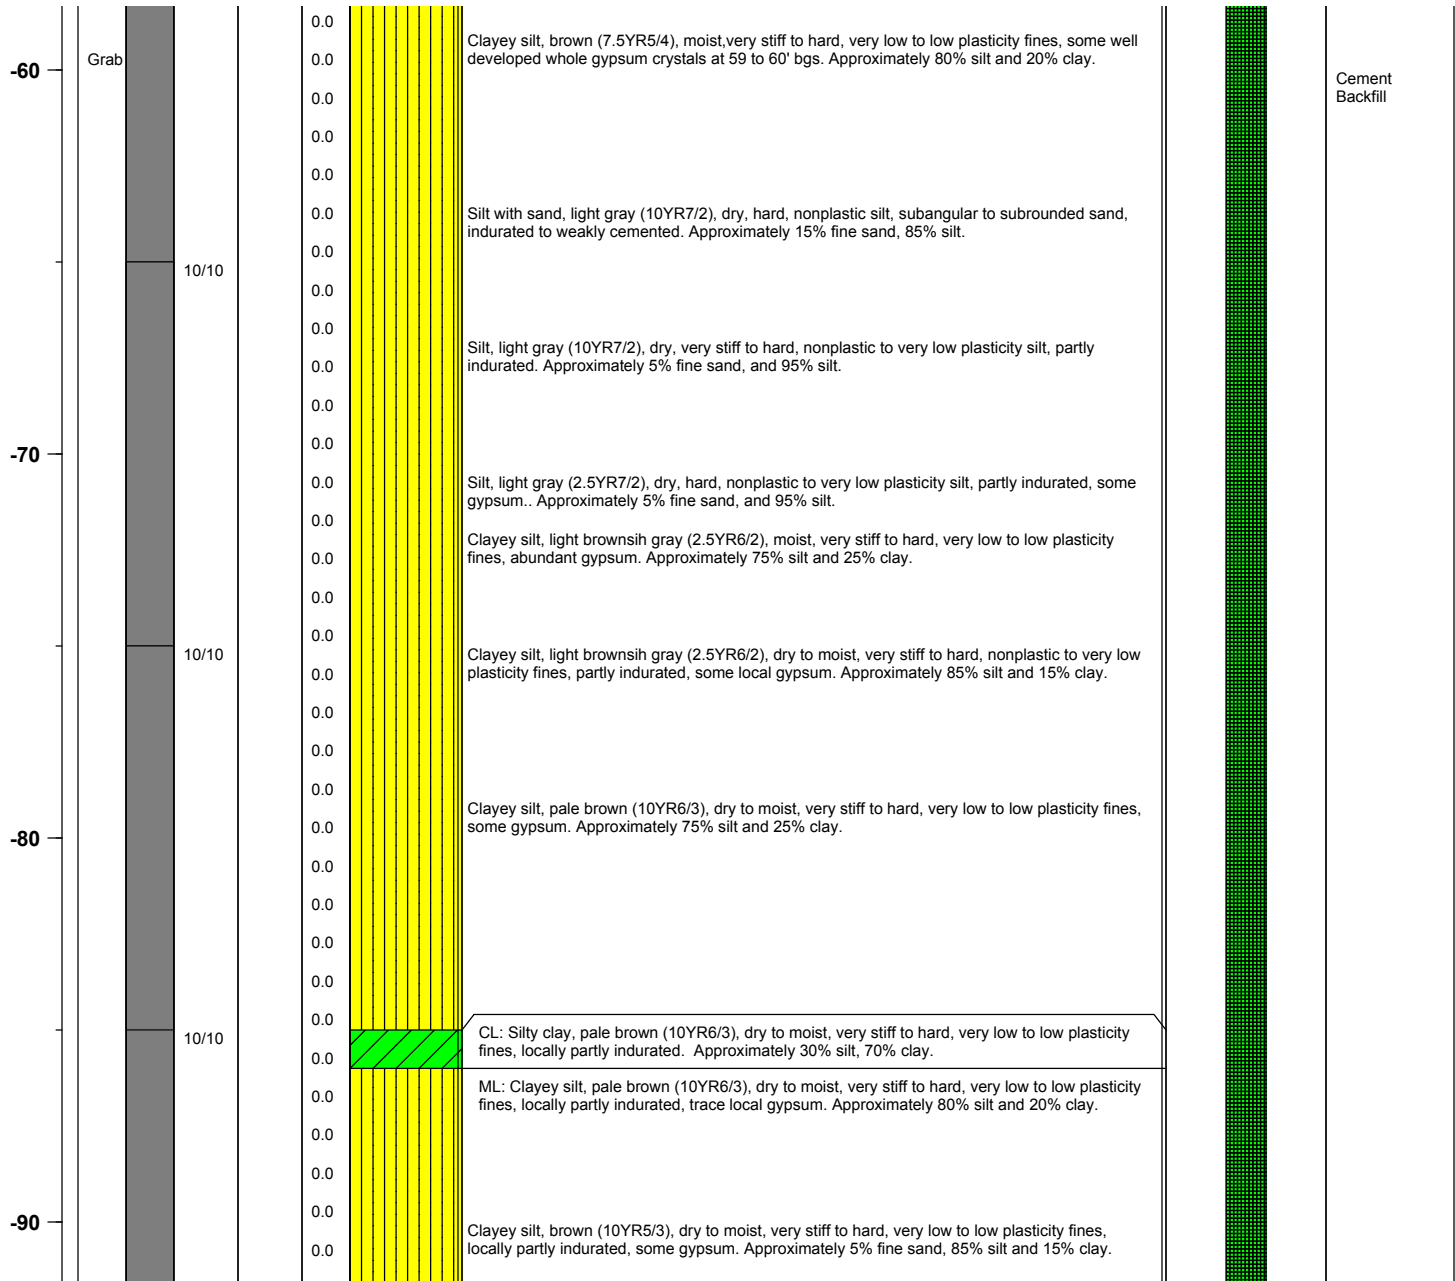 0.0
Clayey silt, brown (7.5YR5/4), moist,very stiff to hard, very low to low plasticity fines, some well
developed whole gypsum crystals at 59 to 60' bgs. Approximately 80% silt and 20% clay.
Grab
0.0
-60
Cement
Backfill
0.0
0.0
0.0
0.0
Silt with sand, light gray (10YR7/2), dry, hard, nonplastic silt, subangular to subrounded sand,
indurated to weakly cemented. Approximately 15% fine sand, 85% silt.
0.0
10/10
0.0
0.0
Silt, light gray (10YR7/2), dry, very stiff to hard, nonplastic to very low plasticity silt, partly
indurated. Approximately 5% fine sand, and 95% silt.
0.0
0.0
0.0
-70
0.0
Silt, light gray (2.5YR7/2), dry, hard, nonplastic to very low plasticity silt, partly indurated, some
gypsum.. Approximately 5% fine sand, and 95% silt.
0.0
Clayey silt, light brownsih gray (2.5YR6/2), moist, very stiff to hard, very low to low plasticity
fines, abundant gypsum. Approximately 75% silt and 25% clay.
0.0
0.0
0.0
10/10
Clayey silt, light brownsih gray (2.5YR6/2), dry to moist, very stiff to hard, nonplastic to very low
plasticity fines, partly indurated, some local gypsum. Approximately 85% silt and 15% clay.
0.0
0.0
0.0
0.0
Clayey silt, pale brown (10YR6/3), dry to moist, very stiff to hard, very low to low plasticity fines,
some gypsum. Approximately 75% silt and 25% clay.
0.0
-80
0.0
0.0
0.0
0.0
0.0
10/10
CL: Silty clay, pale brown (10YR6/3), dry to moist, very stiff to hard, very low to low plasticity
fines, locally partly indurated.  Approximately 30% silt, 70% clay.
0.0
ML: Clayey silt, pale brown (10YR6/3), dry to moist, very stiff to hard, very low to low plasticity
fines, locally partly indurated, trace local gypsum. Approximately 80% silt and 20% clay.
0.0
0.0
0.0
0.0
-90
Clayey silt, brown (10YR5/3), dry to moist, very stiff to hard, very low to low plasticity fines,
locally partly indurated, some gypsum. Approximately 5% fine sand, 85% silt and 15% clay.
0.0